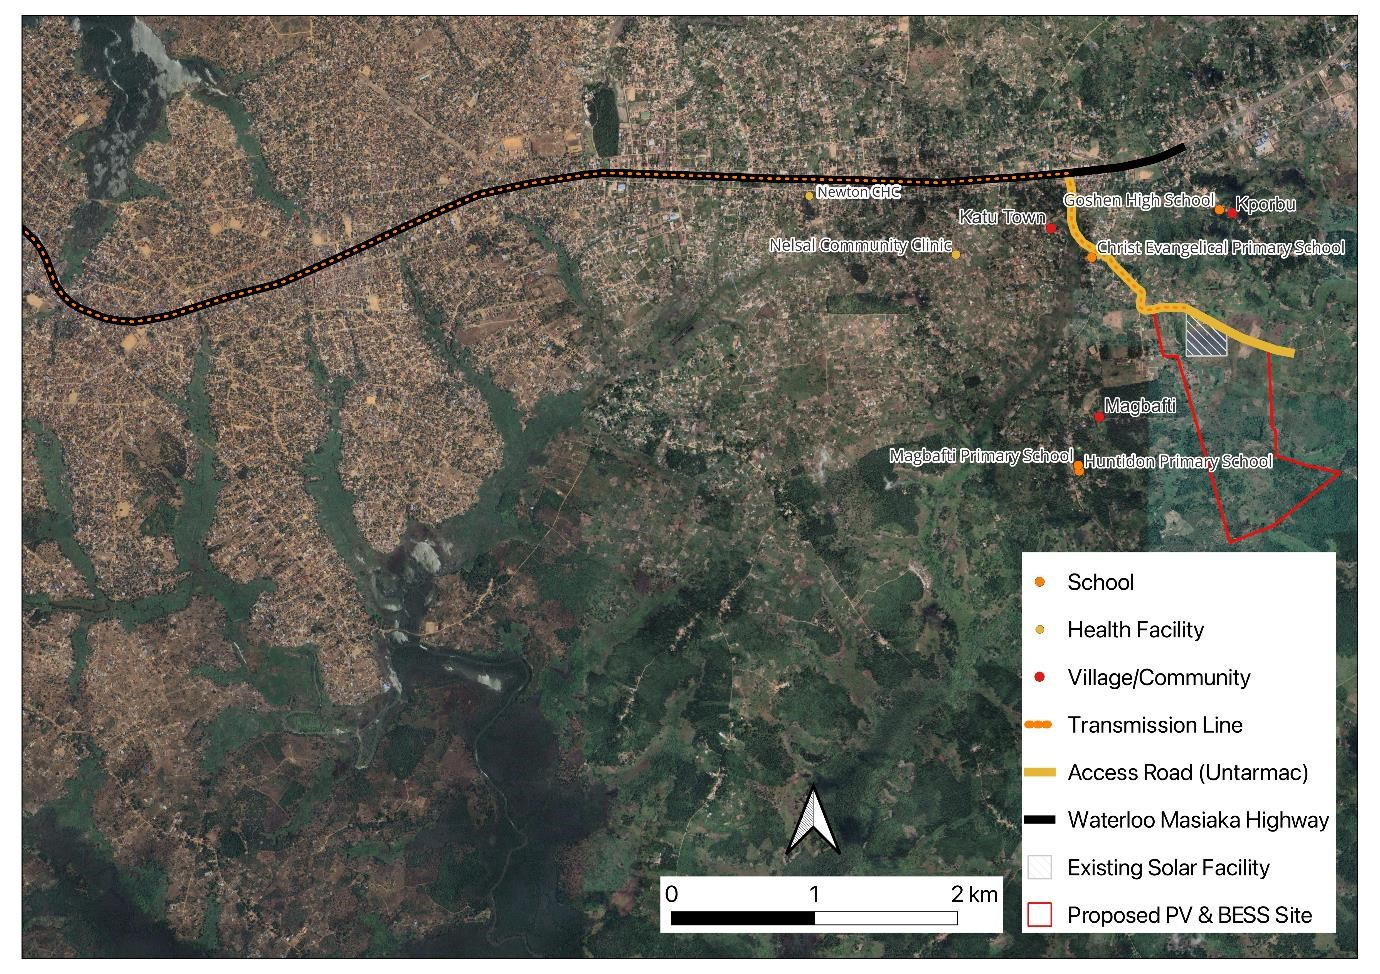 Newton CHC
Goshen High School
Kporbu
Katu Town
Nelsal Community Clinic
Christ Evangelical Primary School
Magbafti
Magbafti Primary School
Huntidon Primary School
School
Health Facility
Village/Community
Transmission Line
Access Road (Untarmac)
Waterloo Masiaka Highway
Existing Solar Facility
Proposed PV & BESS Site
0 1 2 km